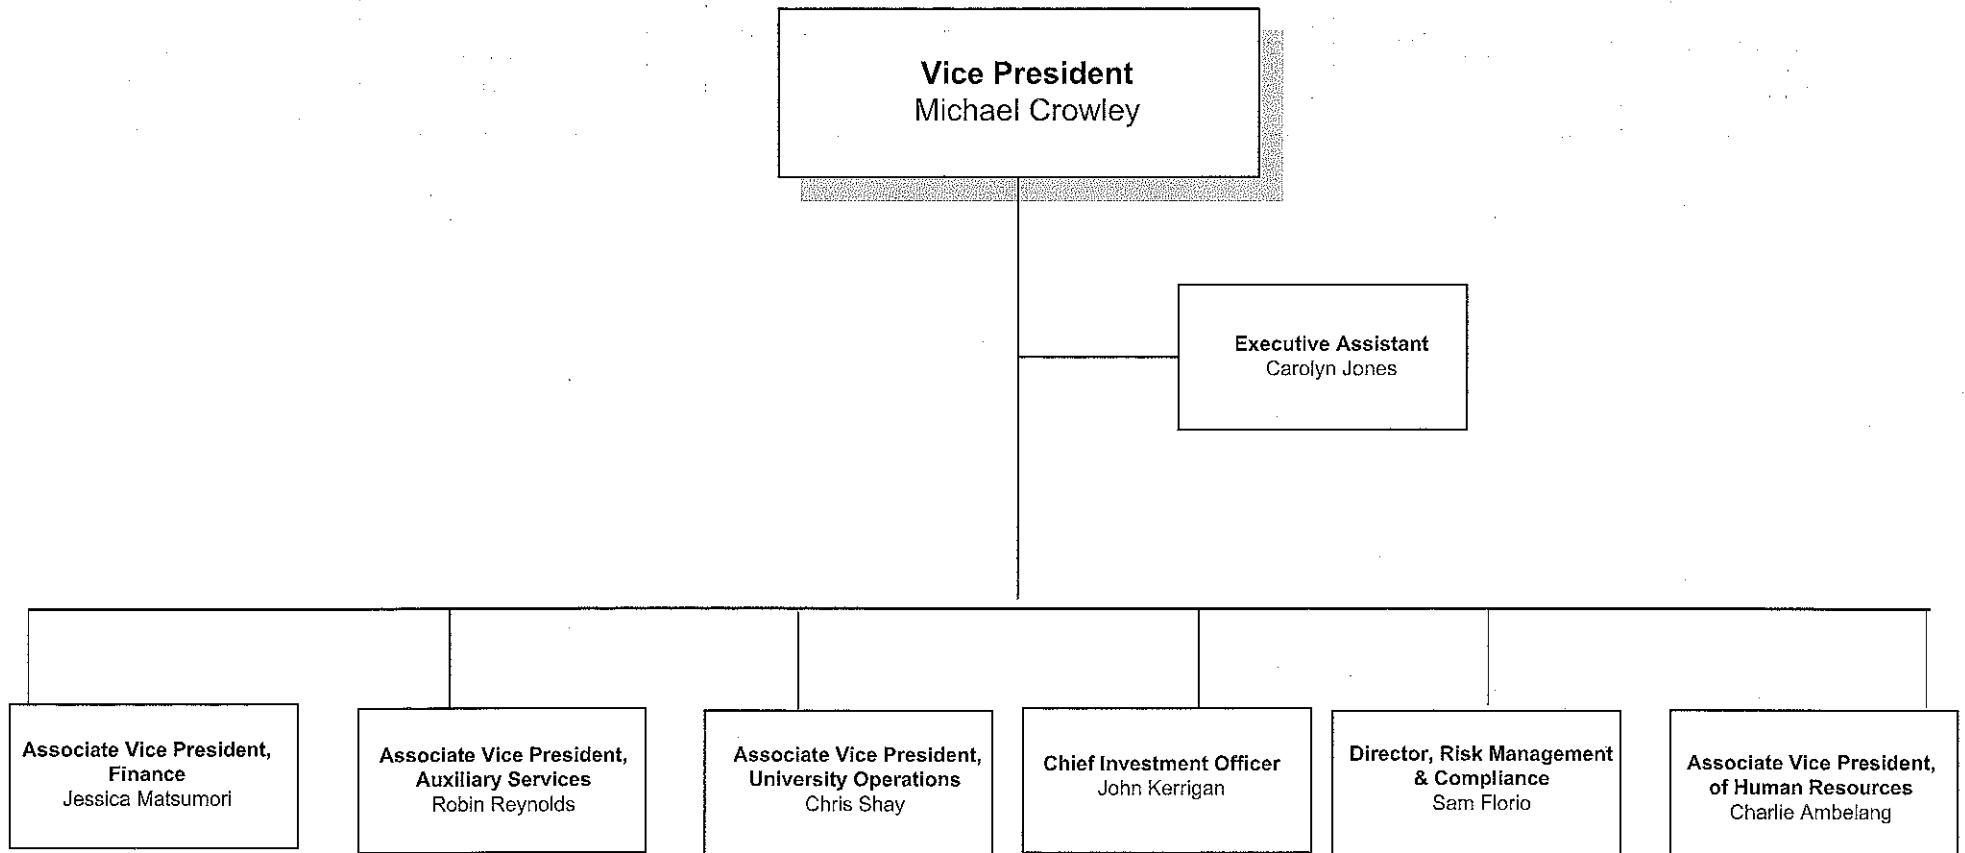 Vice President
Michael Crowley
Executive Assistant
Carolyn Jones
Associate Vice President,
Finance
Jessica Matsumori
Associate Vice President,
Auxiliary Services
Robin Reynolds
Associate Vice President,
University Operations
Chris Shay
Chief Investment Officer
John Kerrigan
Director, Risk Management
& Compliance
Sam Florio
Associate Vice President,
of Human Resources
Charlie Ambelang